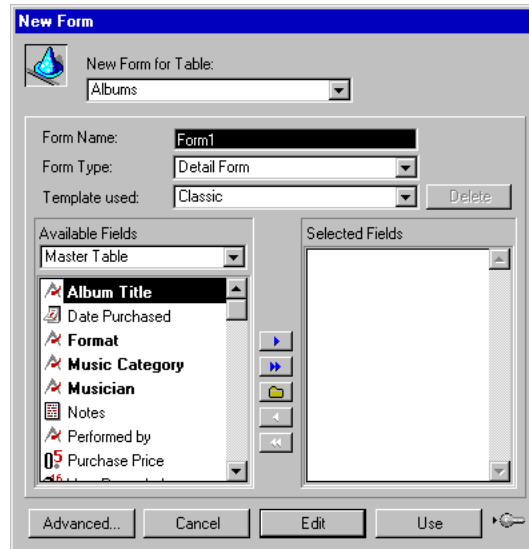 New Form
New Form for Table:
Albums
Form Name:
Form1
Form Type:
Detail Form
Template used:
Classic
Delete
Available Fields
Master Table
Album Title
Date Purchased
Format
Music Category
Musician
Notes
Performed by
Purchase Price
Selected Fields
Advanced...
Cancel
Edit
Use